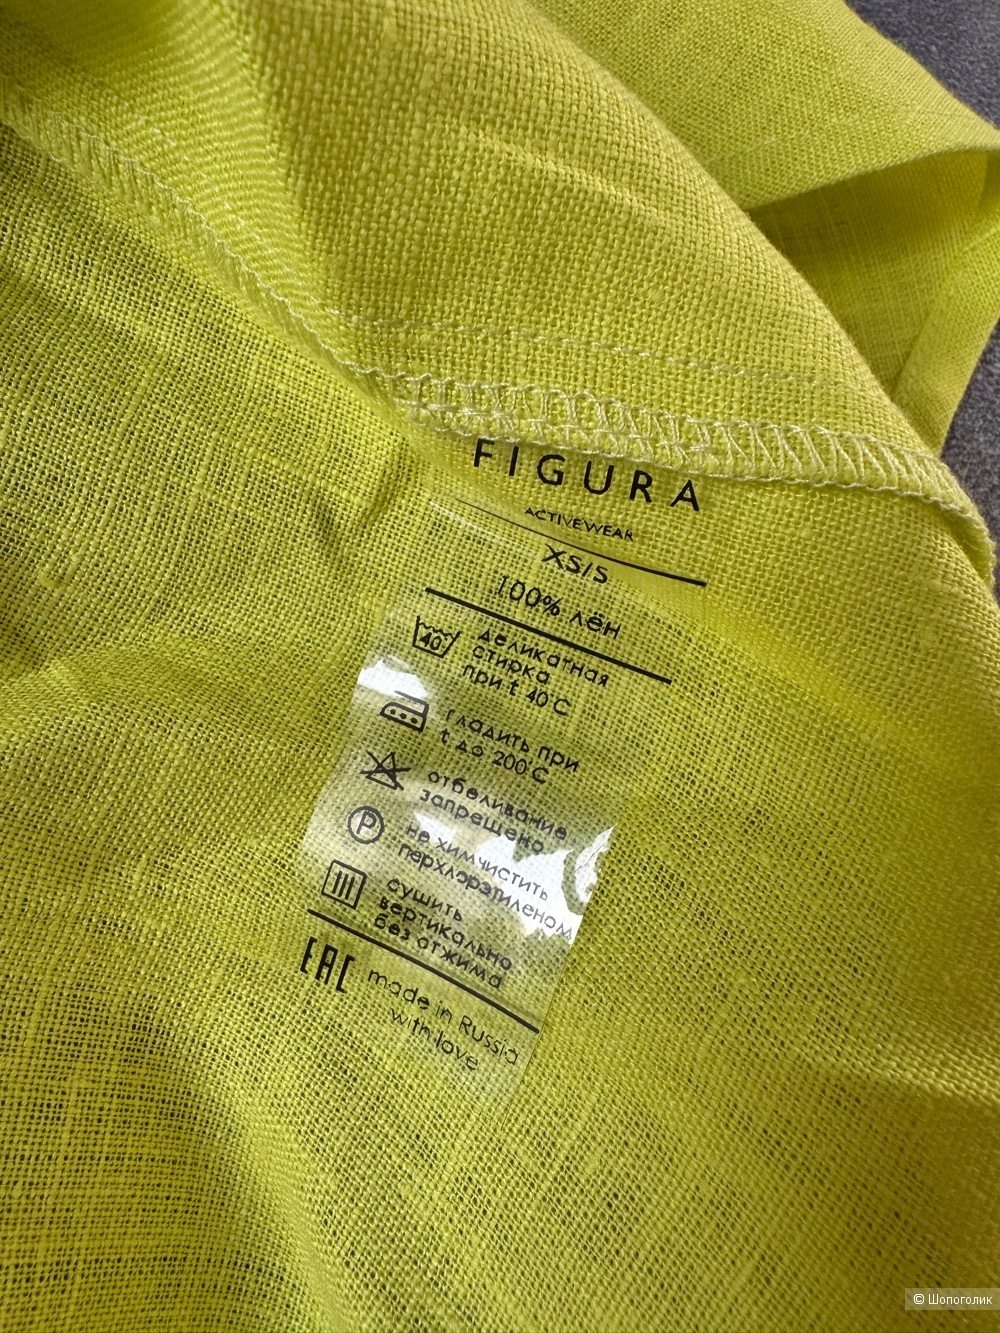 FIGURA
ACTIVEWEAR
XS/S
100% лён
40
деликатная
стирка
при t 40°C
гладить при
t до 200°C
отбеливание
запрещено
P
не химчистить
перхлорэтиленом
сушить
вертикально
без отжима
EAC
made in Russia
with love
© Шопоголик